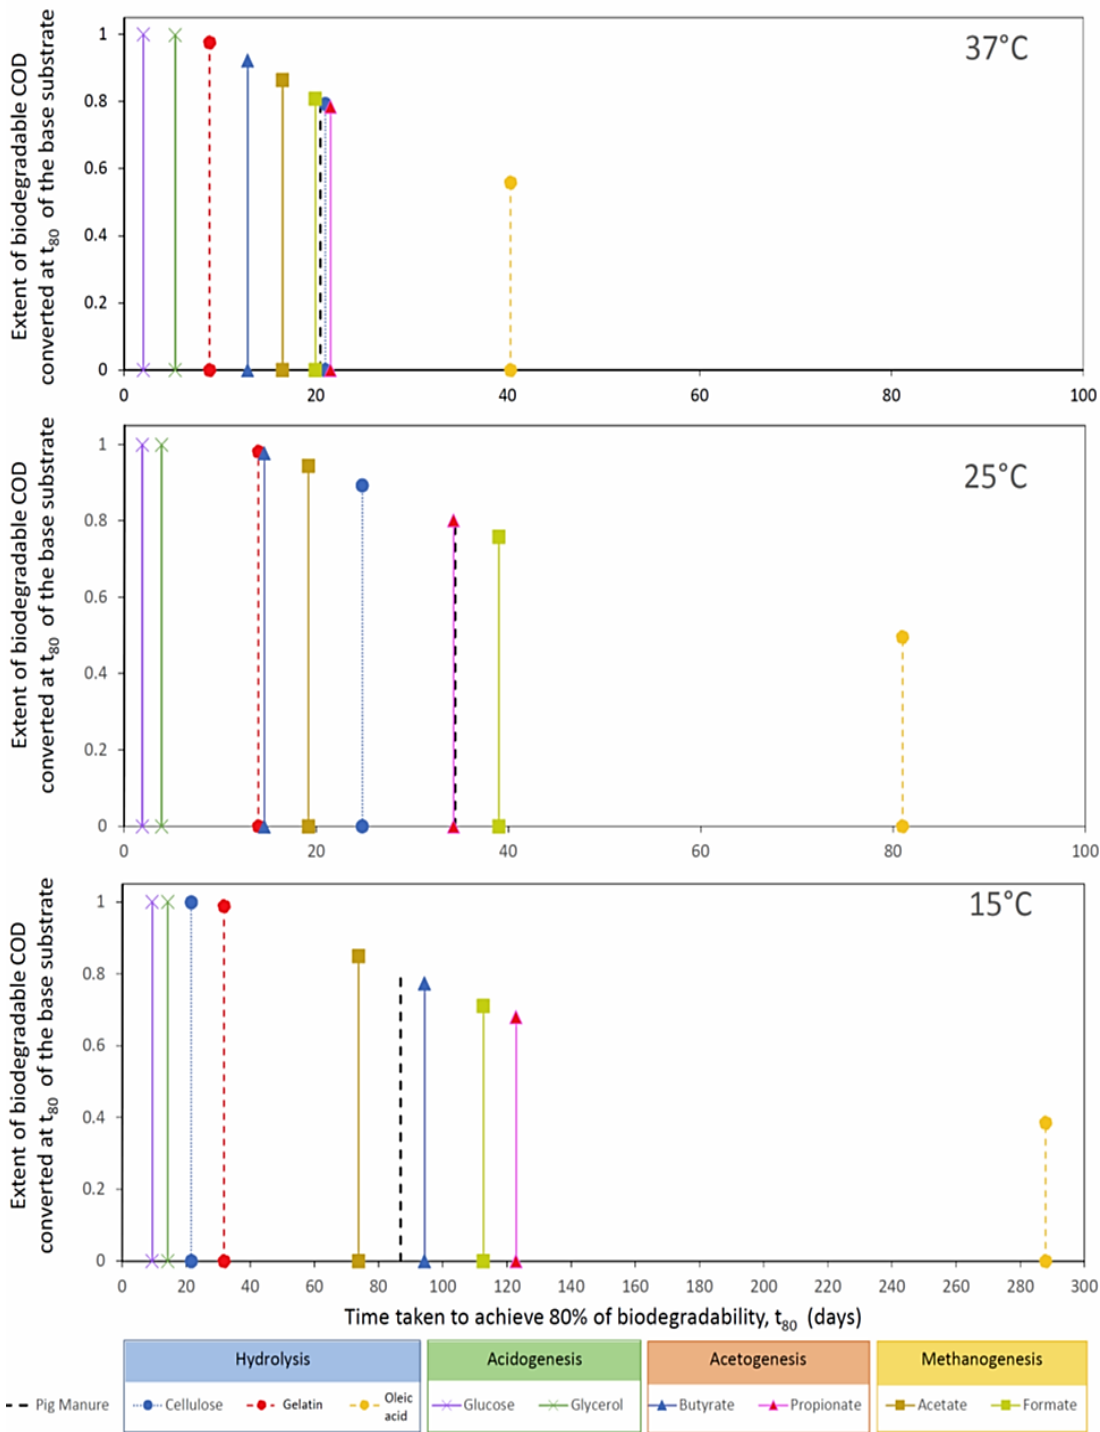 Extent of biodegradable COD
converted at t80 of the base substrate
37°C
1
0.8
0.6
0.4
0.2
0
0 20 40 60 80 100
Extent of biodegradable COD
converted at t80 of the base substrate
25°C
1
0.8
0.6
0.4
0.2
0
0 20 40 60 80 100
Extent of biodegradable COD
converted at t80 of the base substrate
15°C
1
0.8
0.6
0.4
0.2
0
0 20 40 60 80 100 120 140 160 180 200 220 240 260 280 300
Time taken to achieve 80% of biodegradability, t80 (days)
Hydrolysis Acidogenesis Acetogenesis Methanogenesis
Pig Manure Cellulose Gelatin Oleic acid Glucose Glycerol Butyrate Propionate Acetate Formate